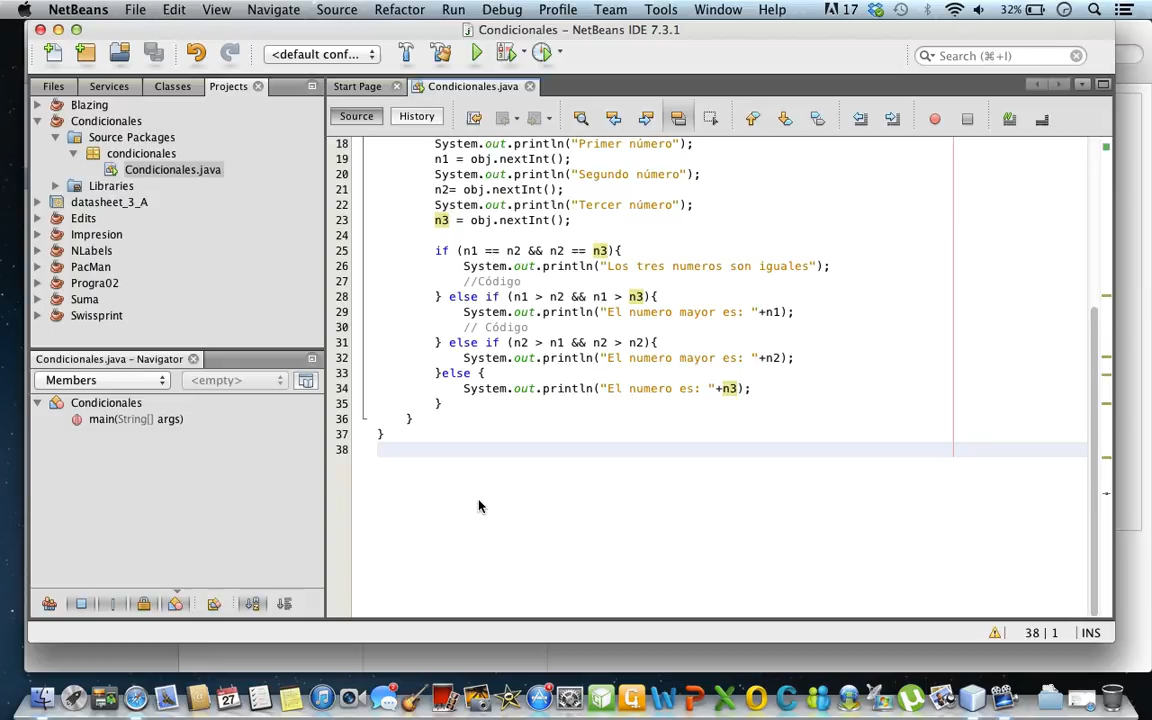 NetBeans File Edit View Navigate Source Refactor Run Debug Profile Team Tools Window Help 17 32%
Condicionales – NetBeans IDE 7.3.1
<default conf... Search (⌘+I)
Files Services Classes Projects
Start Page Condicionales.java
Source History
Blazing
Condicionales
Source Packages
condicionales
Condicionales.java
Libraries
datasheet_3_A
Edits
Impresion
NLabels
PacMan
Progra02
Suma
Swissprint
Condicionales.java – Navigator
Members <empty>
Condicionales
main(String[] args)
18 System.out.println("Primer número");
19 n1 = obj.nextInt();
20 System.out.println("Segundo número");
21 n2= obj.nextInt();
22 System.out.println("Tercer número");
23 n3 = obj.nextInt();
24
25 if (n1 == n2 && n2 == n3){
26 System.out.println("Los tres numeros son iguales");
27 //Código
28 } else if (n1 > n2 && n1 > n3){
29 System.out.println("El numero mayor es: "+n1);
30 // Código
31 } else if (n2 > n1 && n2 > n2){
32 System.out.println("El numero mayor es: "+n2);
33 }else {
34 System.out.println("El numero es: "+n3);
35 }
36 }
37 }
38
38 | 1 INS
27